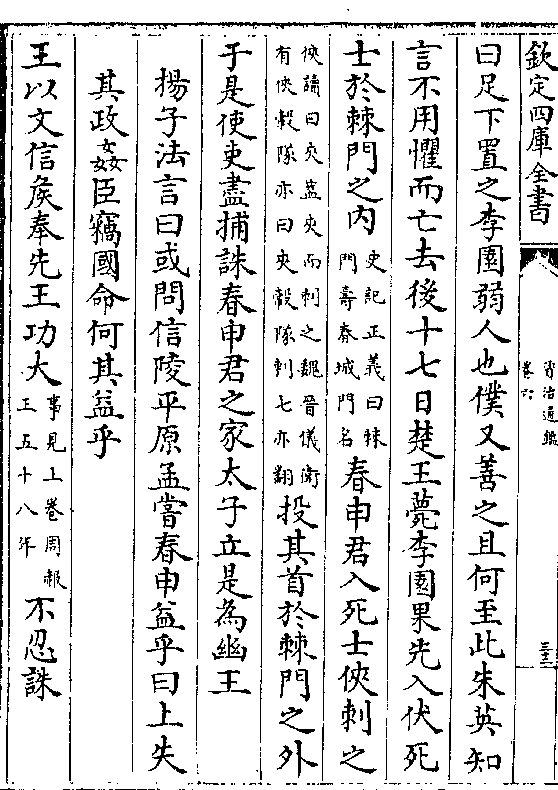 欽定四庫全書
資治通鑑
卷六
三十二
曰足下置之李園弱人也僕又善之且何至此朱英知
言不用懼而亡去後十七日楚王薨李園果先入伏死
士於棘門之内史記正義曰棘門壽春城門名春申君入死士俠刺之
俠讀曰夾葢夾而刺之魏晉儀衛有俠轂隊亦曰夾轂隊刺七亦翻投其首於棘門之外
于是使吏盡捕誅春申君之家太子立是為幽王
揚子法言曰或問信陵平原孟嘗春申益乎曰上失
其政姦臣竊國命何其益乎
王以文信矦奉先王功大事見上卷周赧王五十八年不忍誅